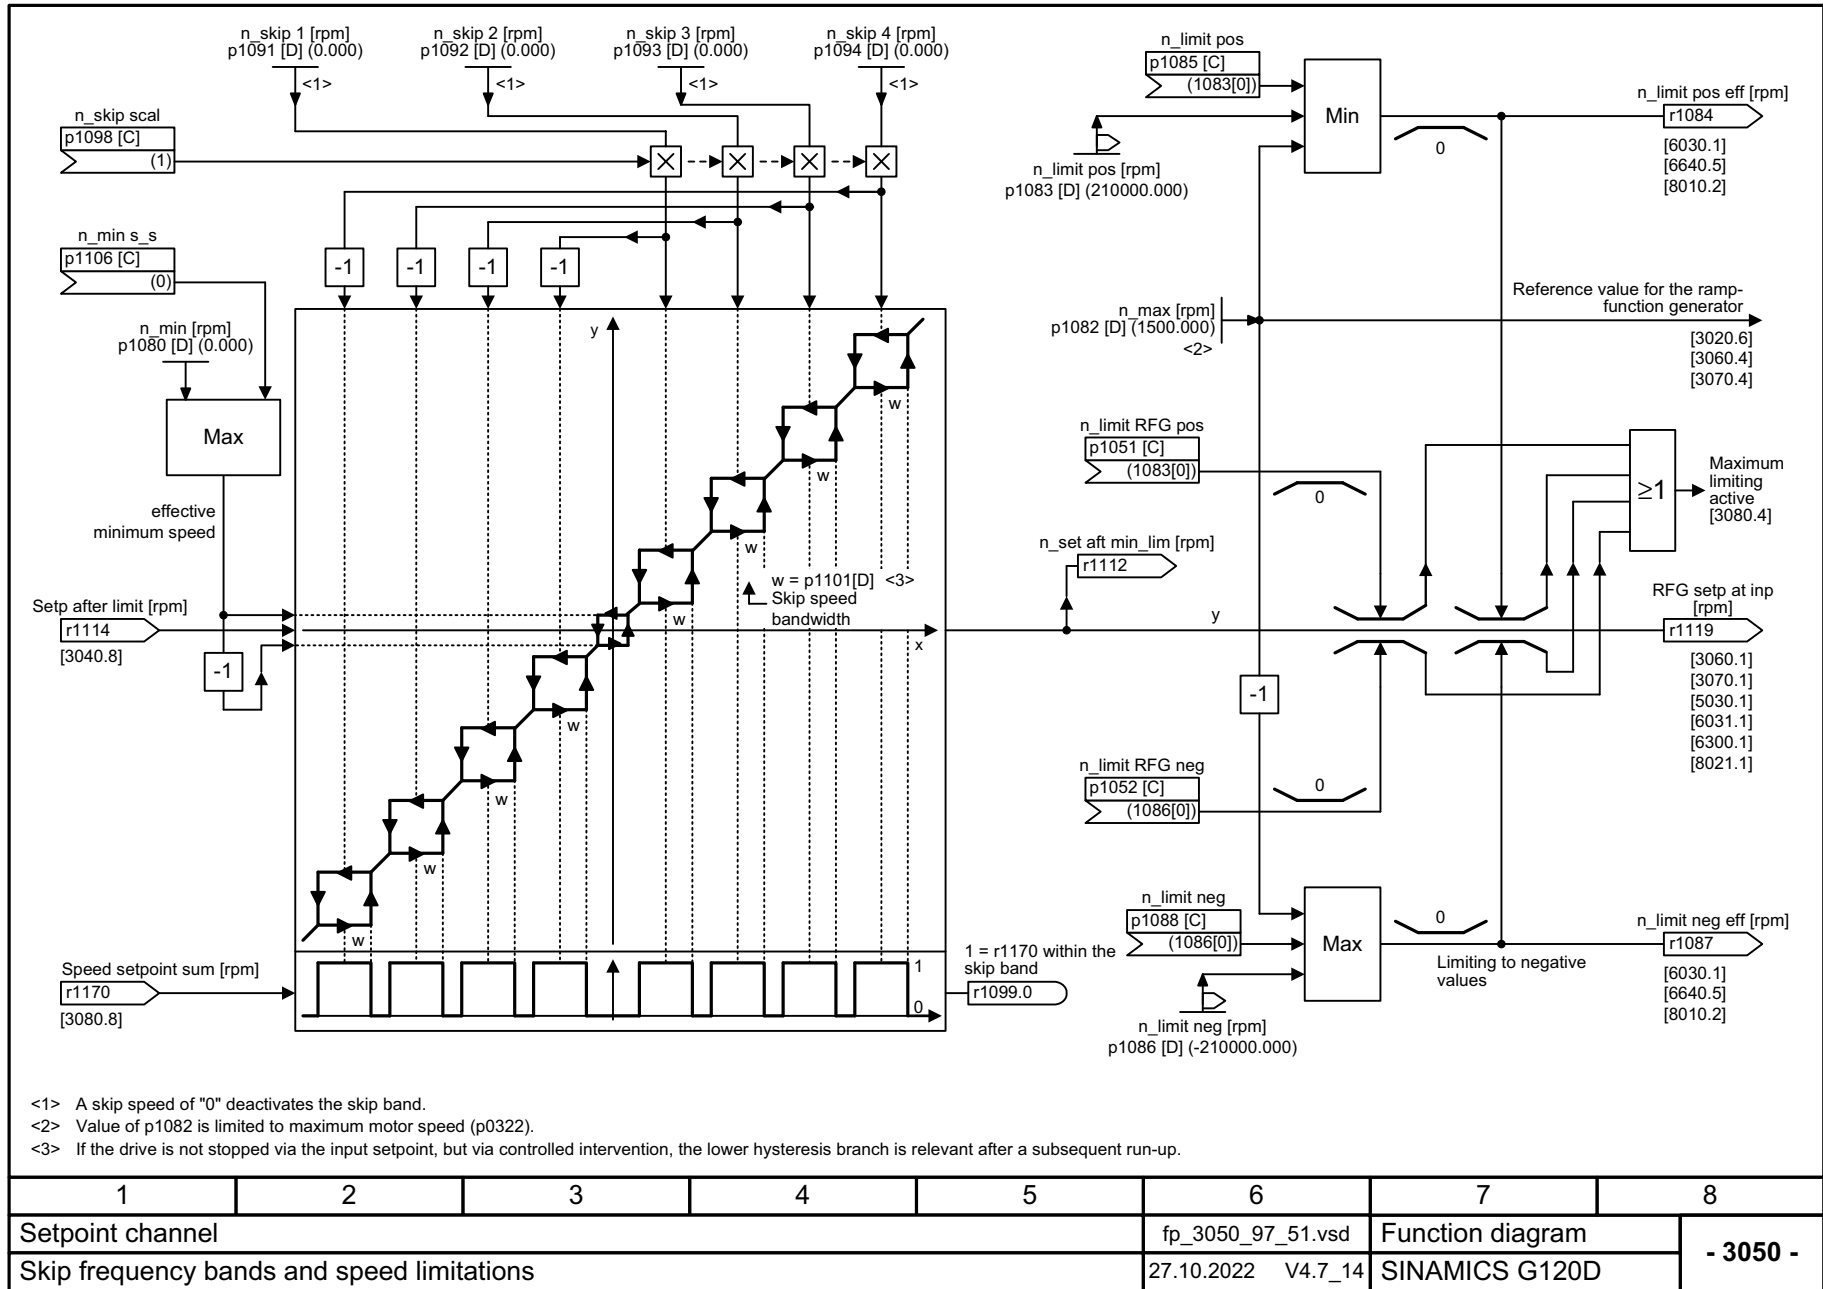 n_skip 1 [rpm]
p1091 [D] (0.000)
<1>
n_skip 2 [rpm]
p1092 [D] (0.000)
<1>
n_skip 3 [rpm]
p1093 [D] (0.000)
<1>
n_skip 4 [rpm]
p1094 [D] (0.000)
<1>
n_skip scal
p1098 [C]
(1)
n_min s_s
p1106 [C]
(0)
n_min [rpm]
p1080 [D] (0.000)
Max
effective
minimum speed
Setp after limit [rpm]
r1114
[3040.8]
-1
-1
-1
-1
-1
y
x
w
w
w
w
w
w
w
w
w = p1101[D] <3>
Skip speed
bandwidth
Speed setpoint sum [rpm]
r1170
[3080.8]
1
0
1 = r1170 within the
skip band
r1099.0
n_limit pos
p1085 [C]
(1083[0])
n_limit pos [rpm]
p1083 [D] (210000.000)
Min
0
n_limit pos eff [rpm]
r1084
[6030.1]
[6640.5]
[8010.2]
n_max [rpm]
p1082 [D] (1500.000)
<2>
Reference value for the ramp-
function generator
[3020.6]
[3060.4]
[3070.4]
n_limit RFG pos
p1051 [C]
(1083[0])
0
≥1
Maximum
limiting
active
[3080.4]
n_set aft min_lim [rpm]
r1112
y
RFG setp at inp
[rpm]
r1119
[3060.1]
[3070.1]
[5030.1]
[6031.1]
[6300.1]
[8021.1]
-1
n_limit RFG neg
p1052 [C]
(1086[0])
0
n_limit neg
p1088 [C]
(1086[0])
Max
0
Limiting to negative
values
n_limit neg [rpm]
p1086 [D] (-210000.000)
n_limit neg eff [rpm]
r1087
[6030.1]
[6640.5]
[8010.2]
<1> A skip speed of "0" deactivates the skip band.
<2> Value of p1082 is limited to maximum motor speed (p0322).
<3> If the drive is not stopped via the input setpoint, but via controlled intervention, the lower hysteresis branch is relevant after a subsequent run-up.
1 2 3 4 5 6 7 8
Setpoint channel
fp_3050_97_51.vsd
Function diagram
- 3050 -
Skip frequency bands and speed limitations
27.10.2022 V4.7_14
SINAMICS G120D